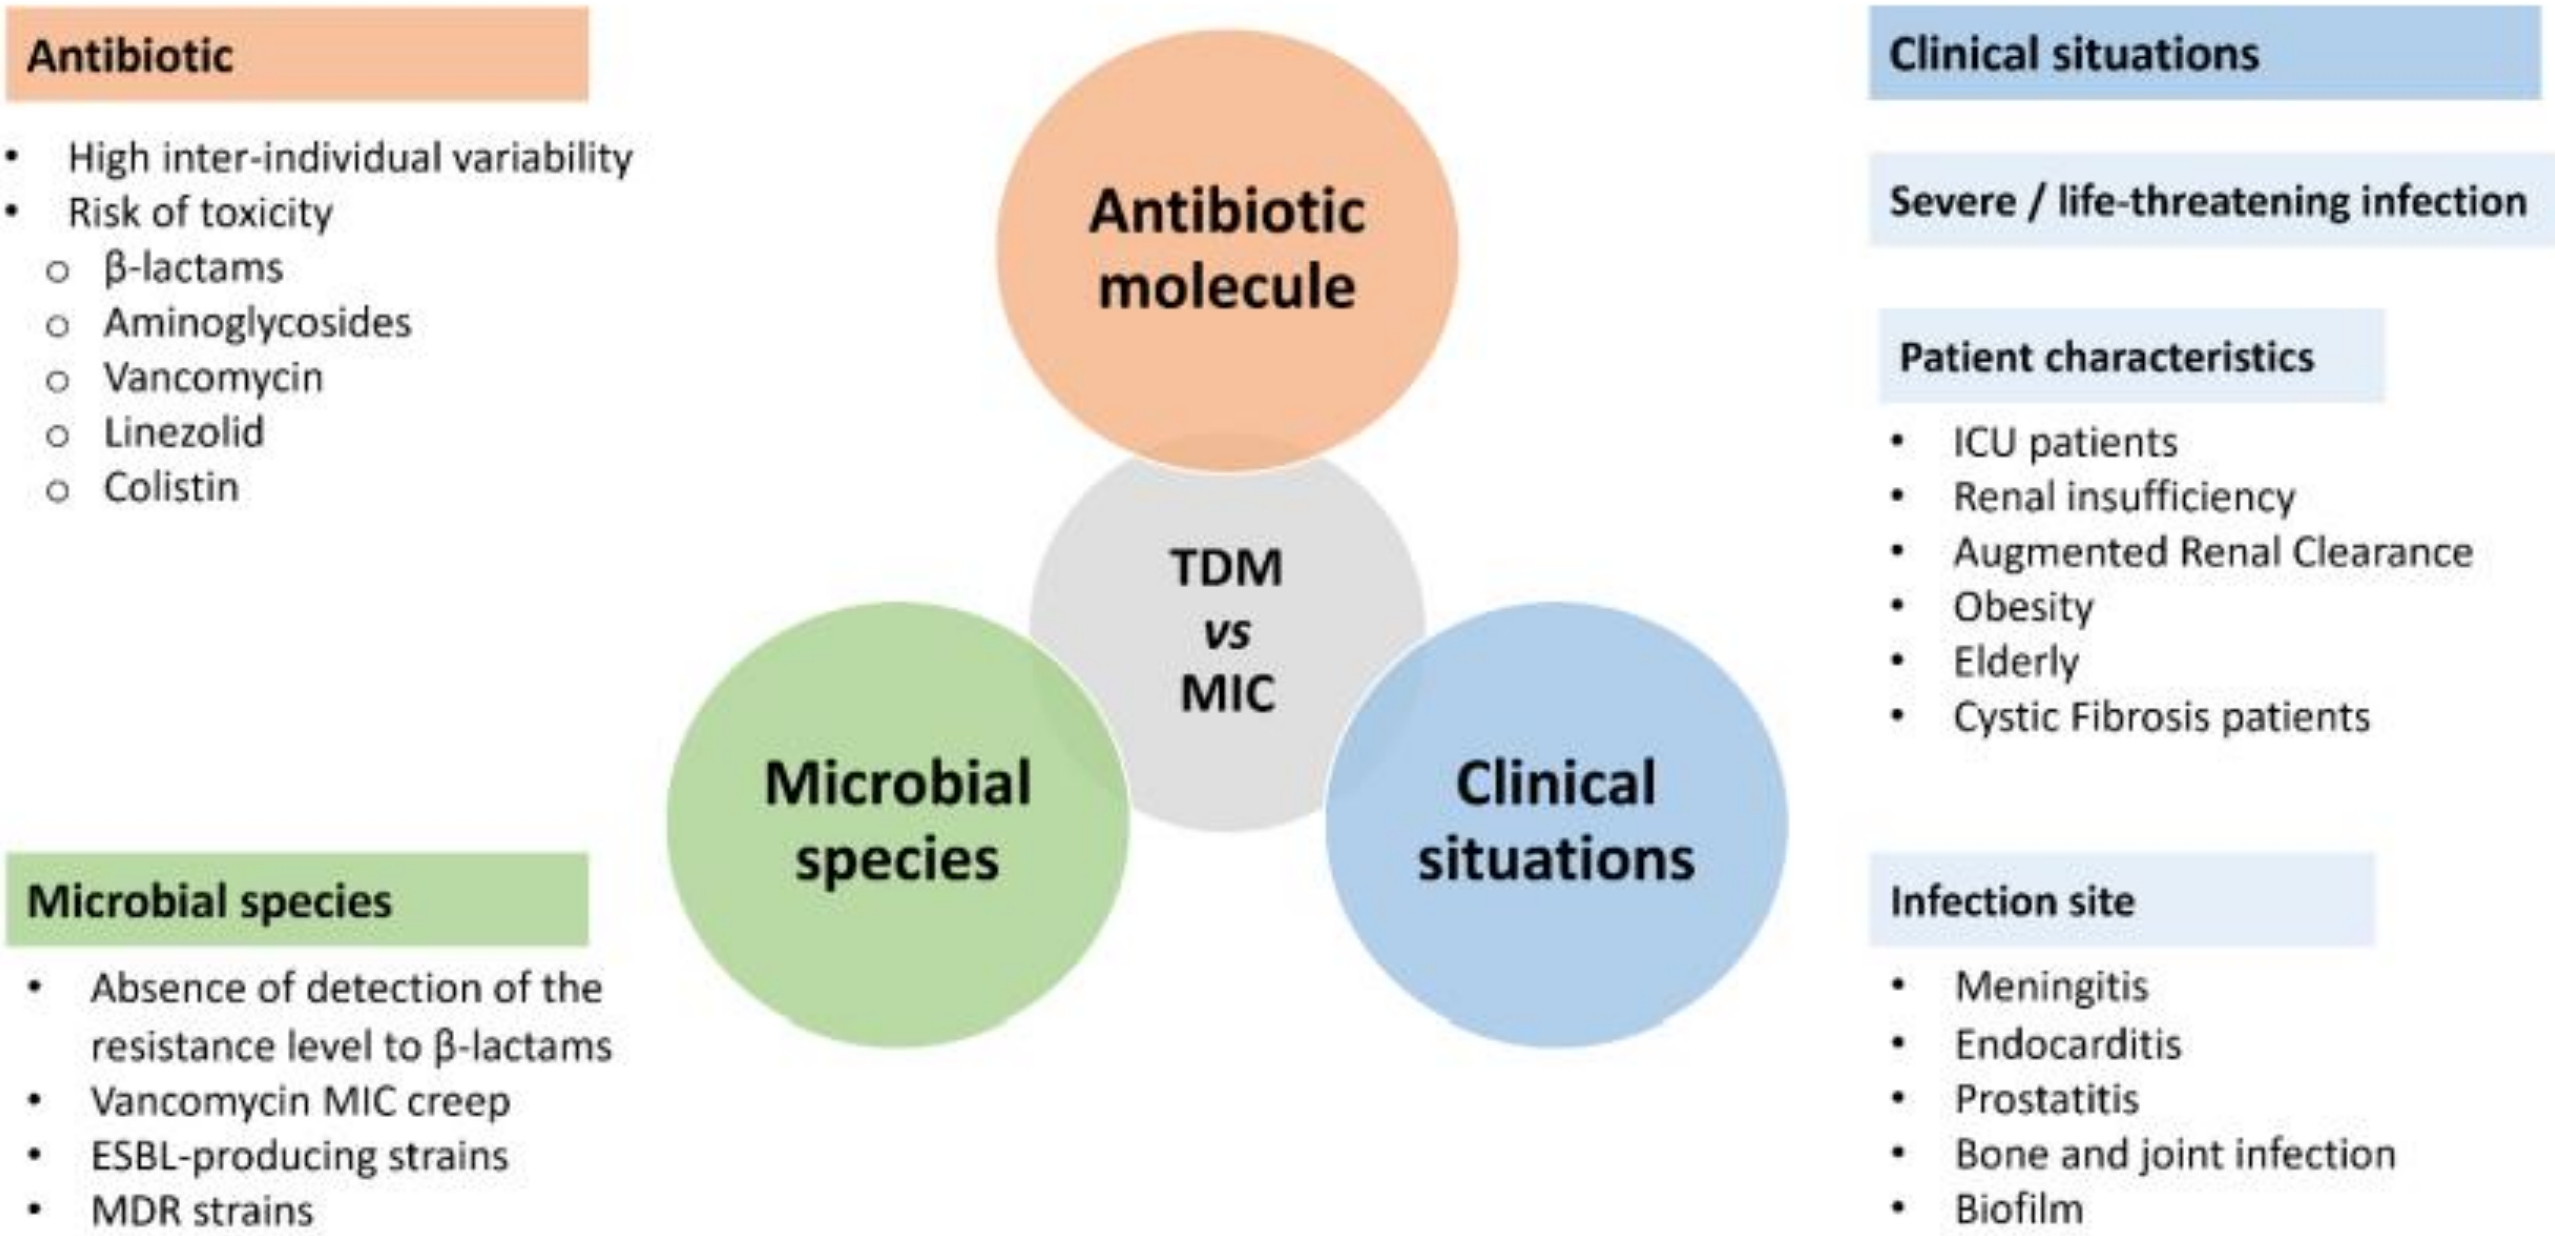 Antibiotic
• High inter-individual variability
• Risk of toxicity
o β-lactams
o Aminoglycosides
o Vancomycin
o Linezolid
o Colistin
Microbial species
• Absence of detection of the
resistance level to β-lactams
• Vancomycin MIC creep
• ESBL-producing strains
• MDR strains
Antibiotic
molecule
TDM
vs
MIC
Microbial
species
Clinical
situations
Clinical situations
Severe / life-threatening infection
Patient characteristics
• ICU patients
• Renal insufficiency
• Augmented Renal Clearance
• Obesity
• Elderly
• Cystic Fibrosis patients
Infection site
• Meningitis
• Endocarditis
• Prostatitis
• Bone and joint infection
• Biofilm